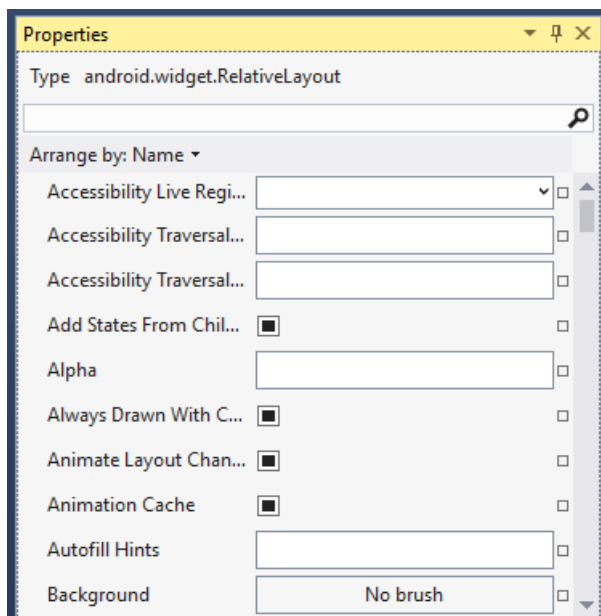 Properties
Type android.widget.RelativeLayout
Arrange by: Name
Accessibility Live Regi...
Accessibility Traversal...
Accessibility Traversal...
Add States From Chil...
Alpha
Always Drawn With C...
Animate Layout Chan...
Animation Cache
Autofill Hints
Background No brush